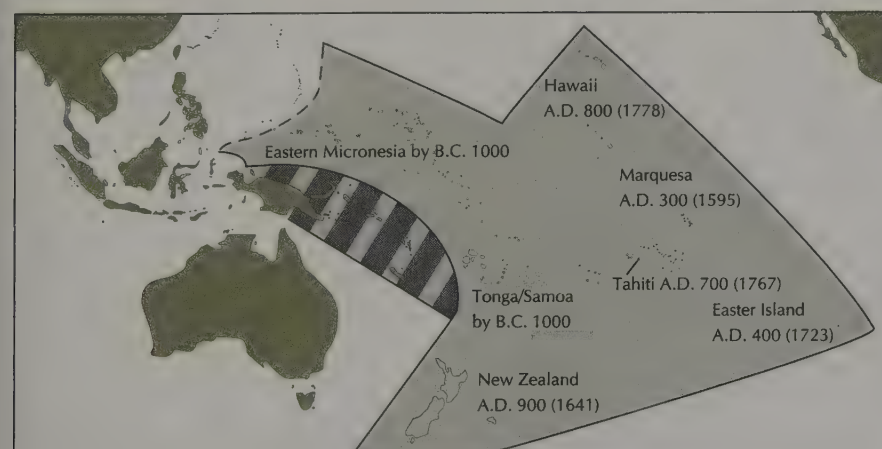 Hawaii
A.D. 800 (1778)
Eastern Micronesia by B.C. 1000
Marquesa
A.D. 300 (1595)
Tahiti A.D. 700 (1767)
Tonga/Samoa
by B.C. 1000
Easter Island
A.D. 400 (1723)
New Zealand
A.D. 900 (1641)